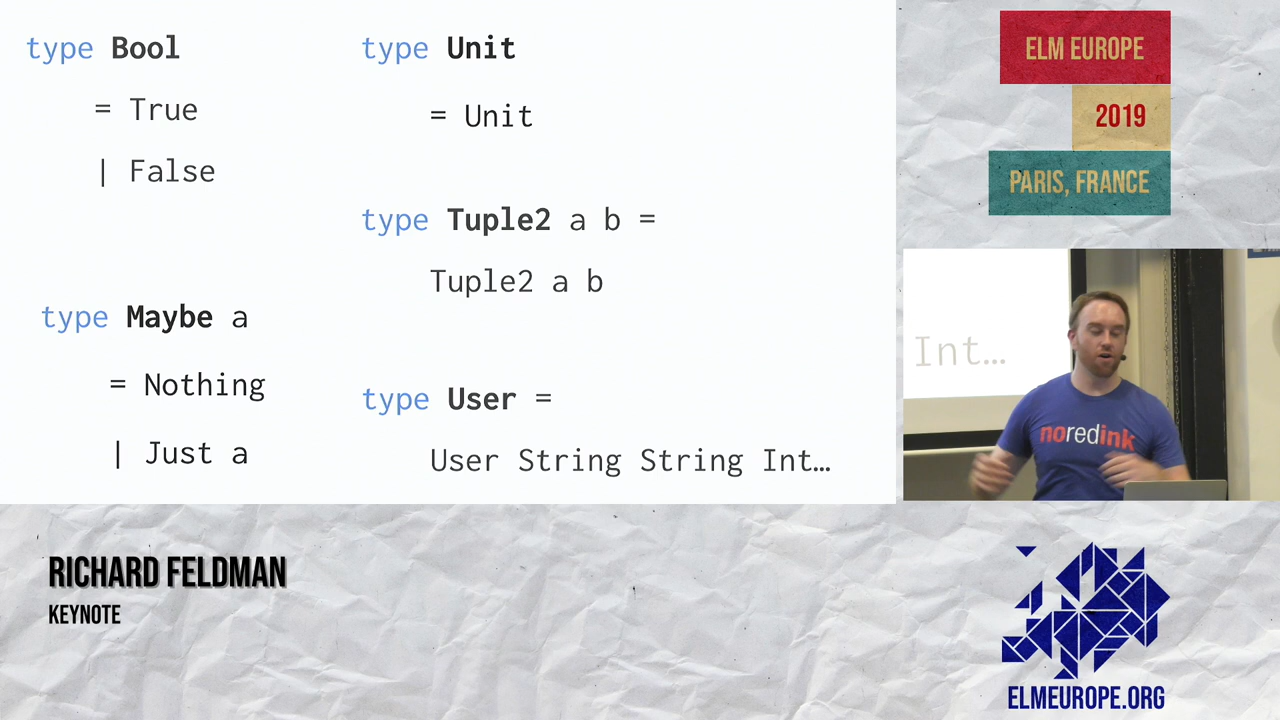 type Bool
= True
| False
type Maybe a
= Nothing
| Just a
type Unit
= Unit
type Tuple2 a b =
Tuple2 a b
type User =
User String String Int…
ELM EUROPE
2019
PARIS, FRANCE
Int…
noredink
RICHARD FELDMAN
KEYNOTE
ELMEUROPE.ORG